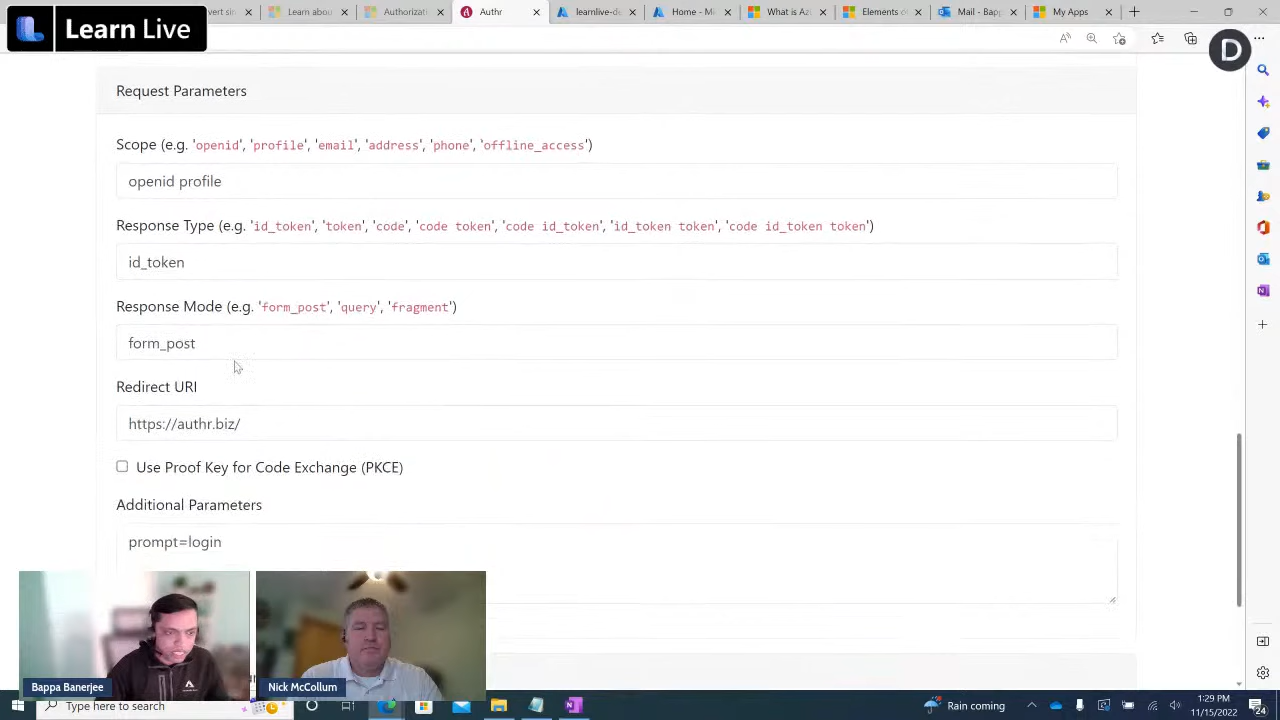 Learn Live
Learn about
Authorizati
Authr
learnlive-Ad
Home - Az
What is Az
Elements
Mail - Bapp
My Apps
D
Request Parameters
Scope (e.g. 'openid', 'profile', 'email', 'address', 'phone', 'offline_access')
openid profile
Response Type (e.g. 'id_token', 'token', 'code', 'code token', 'code id_token', 'id_token token', 'code id_token token')
id_token
Response Mode (e.g. 'form_post', 'query', 'fragment')
form_post
Redirect URI
https://authr.biz/
Use Proof Key for Code Exchange (PKCE)
Additional Parameters
prompt=login
Bappa Banerjee
Nick McCollum
Type here to search
Rain coming
1:29 PM
11/15/2022